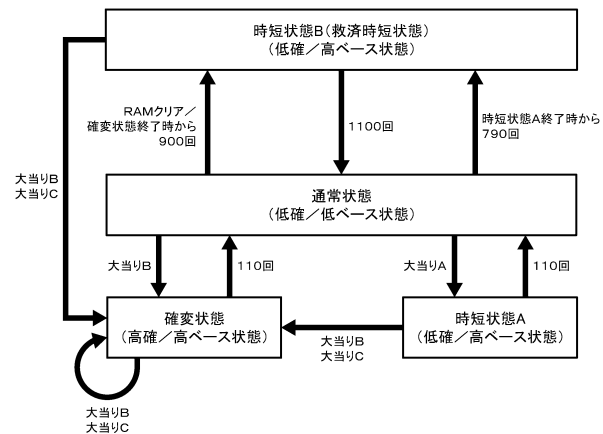 時短状態B(救済時短状態)
(低確／高ベース状態)
RAMクリア／
確変状態終了時から
900回
1100回
時短状態A終了時から
790回
大当りB
大当りC
通常状態
(低確／低ベース状態)
大当りB
110回
大当りA
110回
確変状態
(高確／高ベース状態)
大当りB
大当りC
時短状態A
(低確／高ベース状態)
大当りB
大当りC